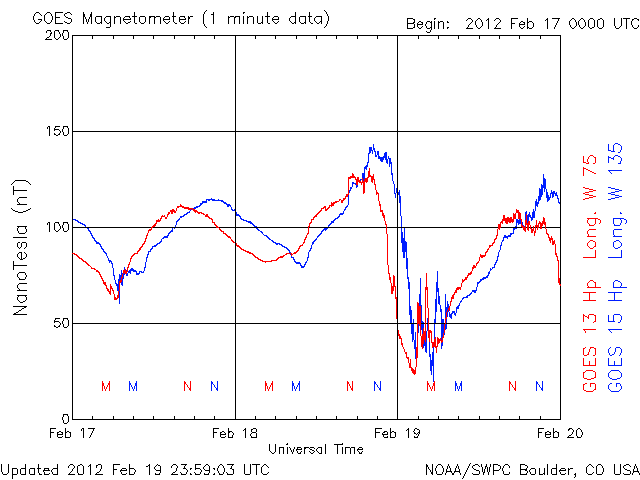 GOES Magnetometer (1 minute data)
Begin: 2012 Feb 17 0000 UTC
200
150
100
50
0
NanoTesla (nT)
M M N N M M N N M M N N
Feb 17 Feb 18 Feb 19 Feb 20
Universal Time
GOES 13 Hp Long. W 75
GOES 15 Hp Long. W 135
Updated 2012 Feb 19 23:59:03 UTC
NOAA/SWPC Boulder, CO USA